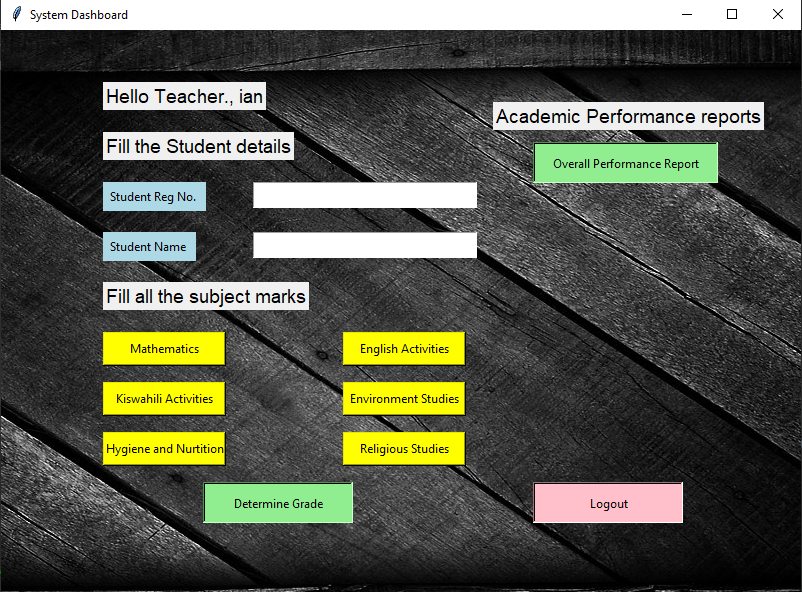 System Dashboard
Hello Teacher., ian
Academic Performance reports
Fill the Student details
Overall Performance Report
Student Reg No.
Student Name
Fill all the subject marks
Mathematics
English Activities
Kiswahili Activities
Environment Studies
Hygiene and Nurtition
Religious Studies
Determine Grade
Logout